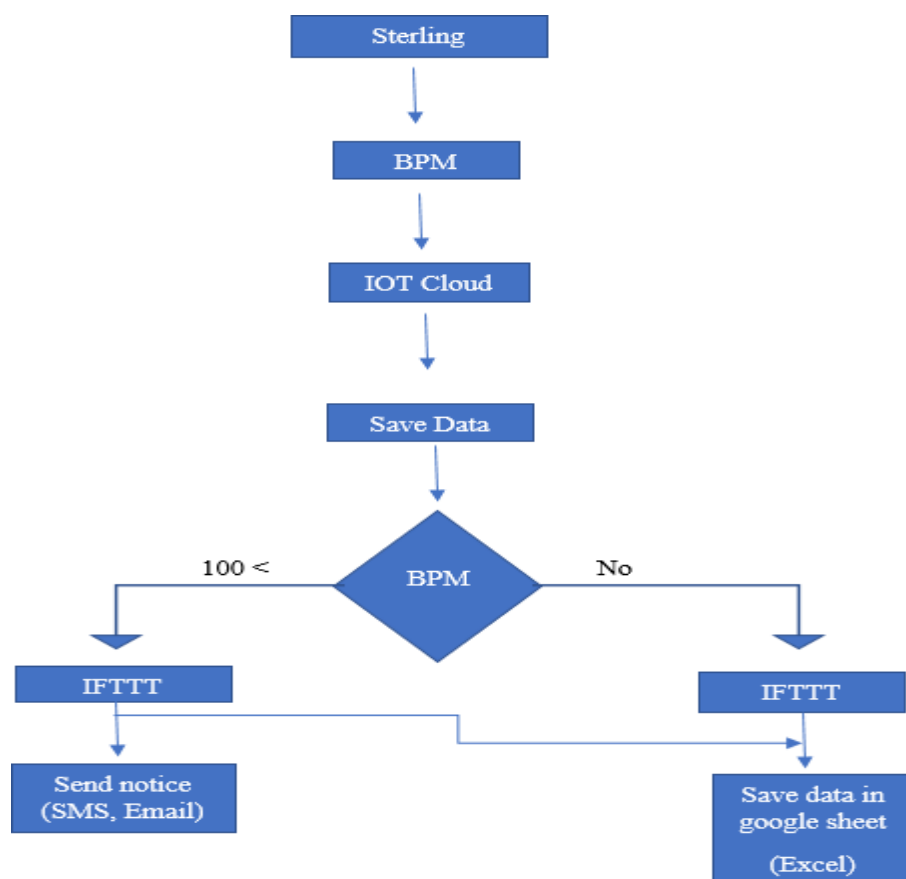 Sterling
BPM
IOT Cloud
Save Data
BPM
100 <
No
IFTTT
IFTTT
Send notice
(SMS, Email)
Save data in
google sheet
(Excel)